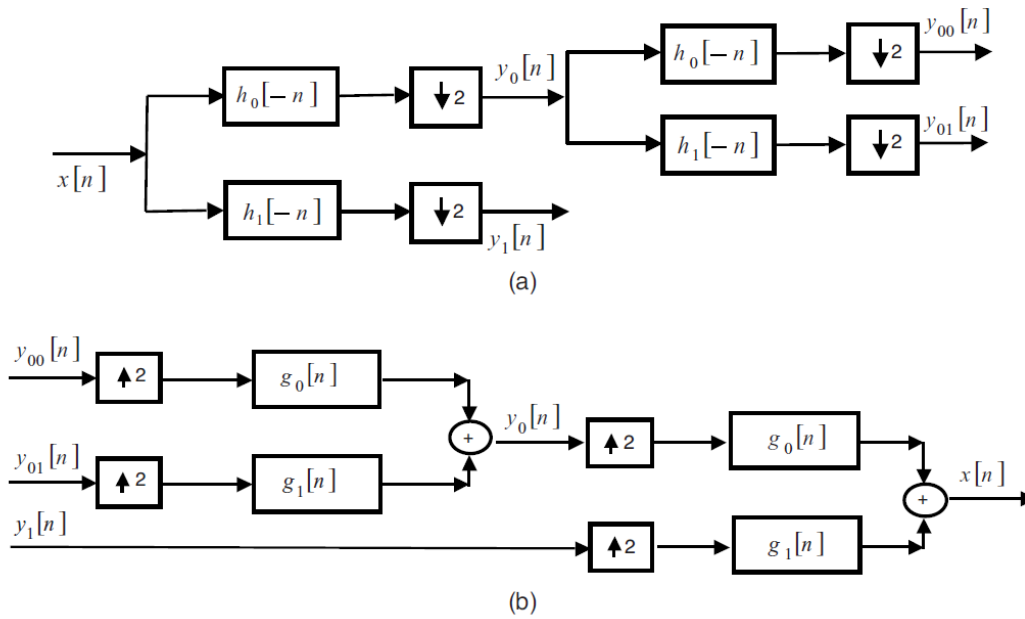 y₀₀[n]
h₀[−n]
↓2
y₀[n]
h₀[−n]
↓2
y₀₁[n]
h₁[−n]
↓2
x[n]
h₁[−n]
↓2
y₁[n]
(a)
y₀₀[n]
↑2
g₀[n]
y₀[n]
+
↑2
g₀[n]
y₀₁[n]
↑2
g₁[n]
x[n]
+
y₁[n]
↑2
g₁[n]
(b)